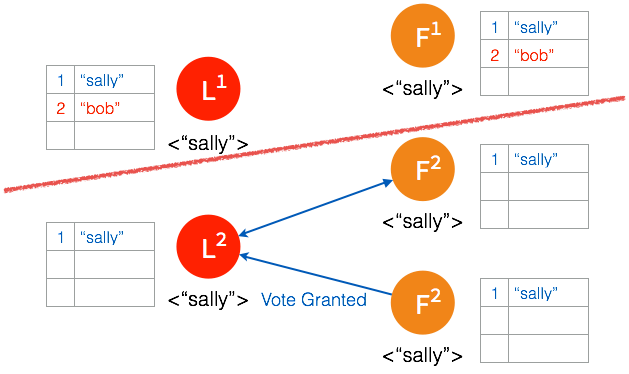 F1
1 "sally"
2 "bob"
<"sally">
1 "sally"
2 "bob"
L1
<"sally">
F2
1 "sally"
<"sally">
1 "sally"
L2
<"sally">
Vote Granted
F2
1 "sally"
<"sally">